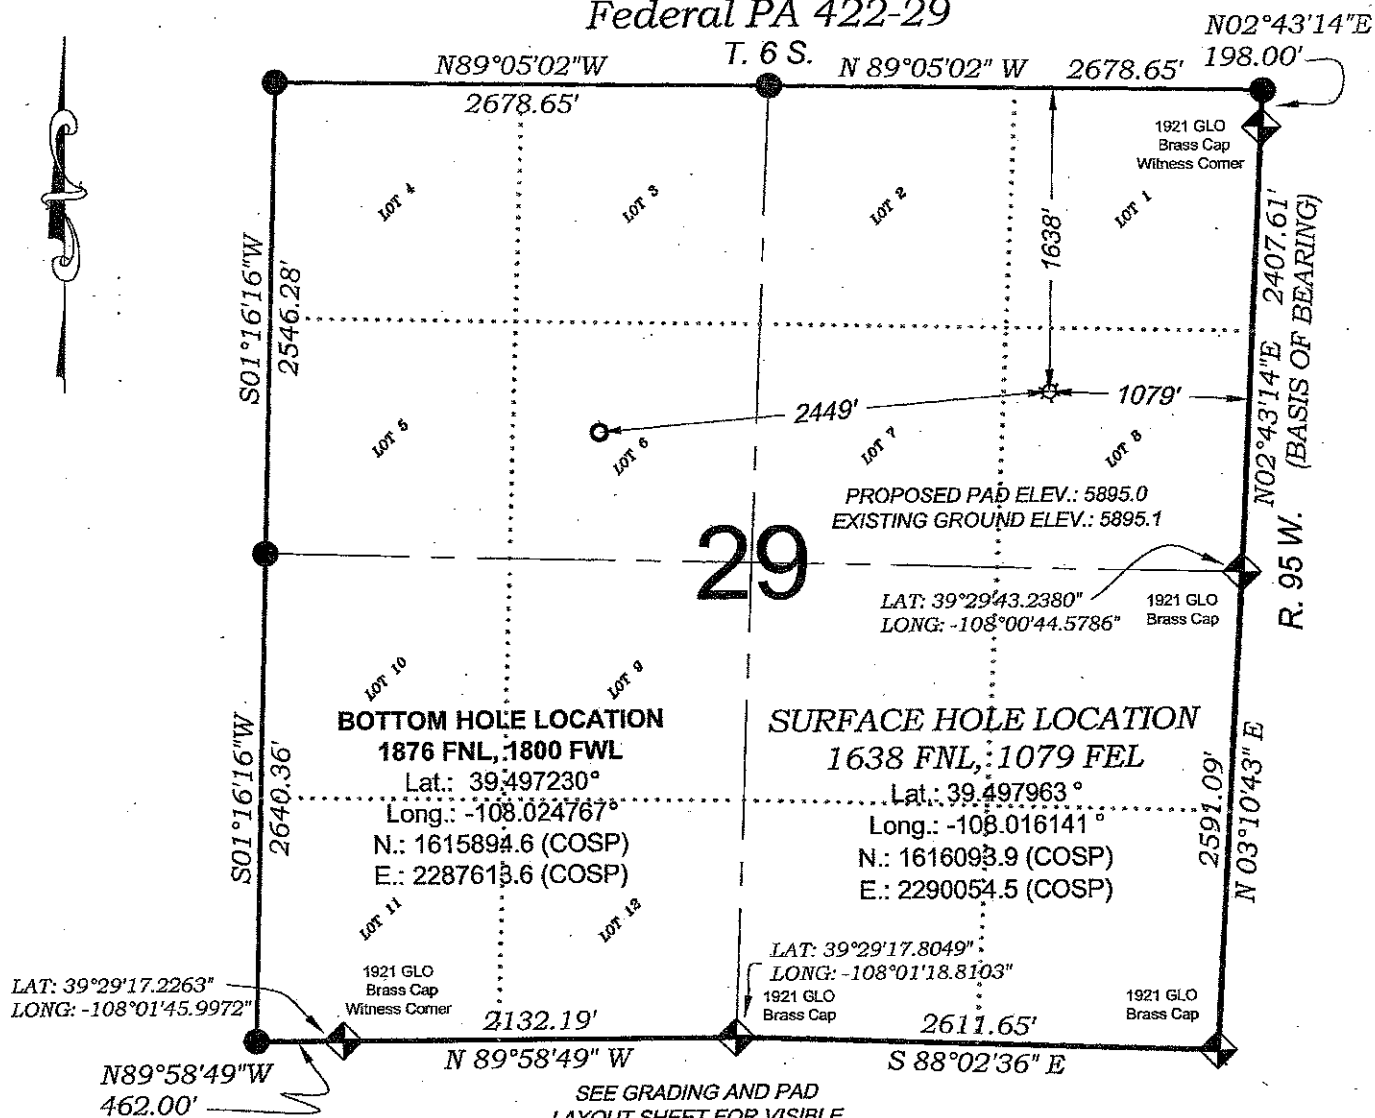 Federal PA 422-29
T. 6 S.
N89°05'02"W
2678.65'
N 89°05'02" W 2678.65'
N02°43'14"E
198.00'
1921 GLO
Brass Cap
Witness Corner
LOT 4
LOT 3
LOT 2
LOT 1
1638'
S01°16'16"W
2546.28'
N02°43'14"E 2407.61'
(BASIS OF BEARING)
2449'
1079'
LOT 5
LOT 6
LOT 7
LOT 8
PROPOSED PAD ELEV.: 5895.0
EXISTING GROUND ELEV.: 5895.1
29
R. 95 W.
LAT: 39°29'43.2380"
LONG: -108°00'44.5786"
1921 GLO
Brass Cap
LOT 10
LOT 9
BOTTOM HOLE LOCATION
1876 FNL, 1800 FWL
Lat.: 39.497230°
Long.: -108.024767°
N.: 1615894.6 (COSP)
E.: 2287613.6 (COSP)
SURFACE HOLE LOCATION
1638 FNL, 1079 FEL
Lat.: 39.497963°
Long.: -108.016141°
N.: 1616093.9 (COSP)
E.: 2290054.5 (COSP)
S01°16'16"W
2640.36'
2591.09'
N 03°10'43" E
LOT 11
LOT 12
LAT: 39°29'17.2263"
LONG: -108°01'45.9972"
1921 GLO
Brass Cap
Witness Corner
LAT: 39°29'17.8049"
LONG: -108°01'18.8103"
1921 GLO
Brass Cap
1921 GLO
Brass Cap
2132.19'
N 89°58'49" W
2611.65'
S 88°02'36" E
N89°58'49"W
462.00'
SEE GRADING AND PAD
LAYOUT SHEET FOR VISIBLE